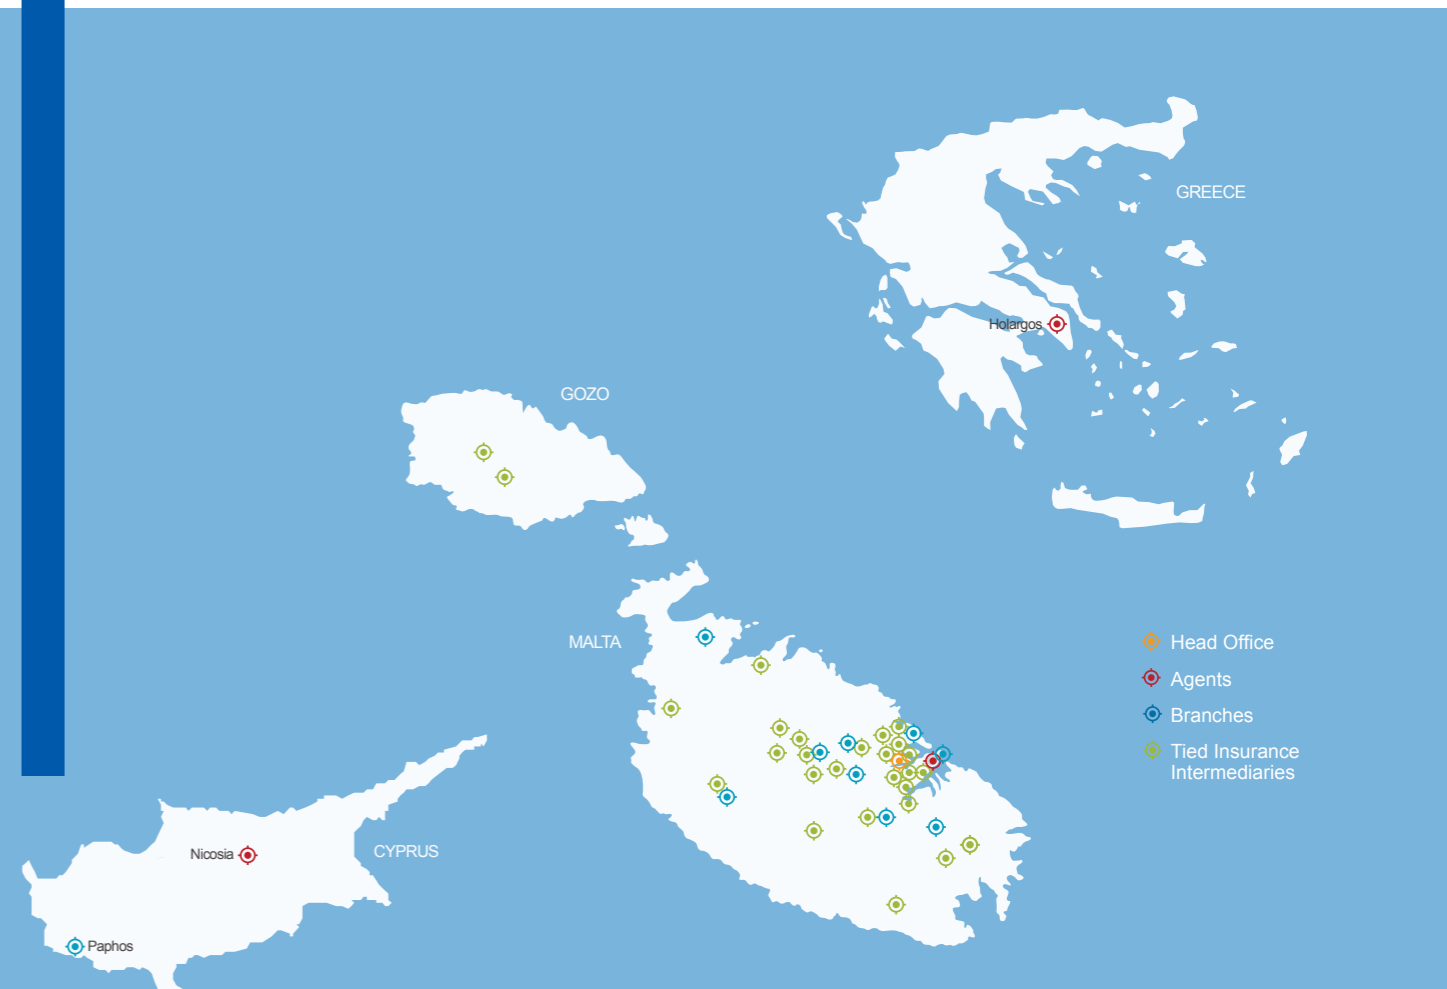 GREECE
Holargos
GOZO
MALTA
Head Office
Agents
Branches
Tied Insurance
Intermediaries
Nicosia
CYPRUS
Paphos